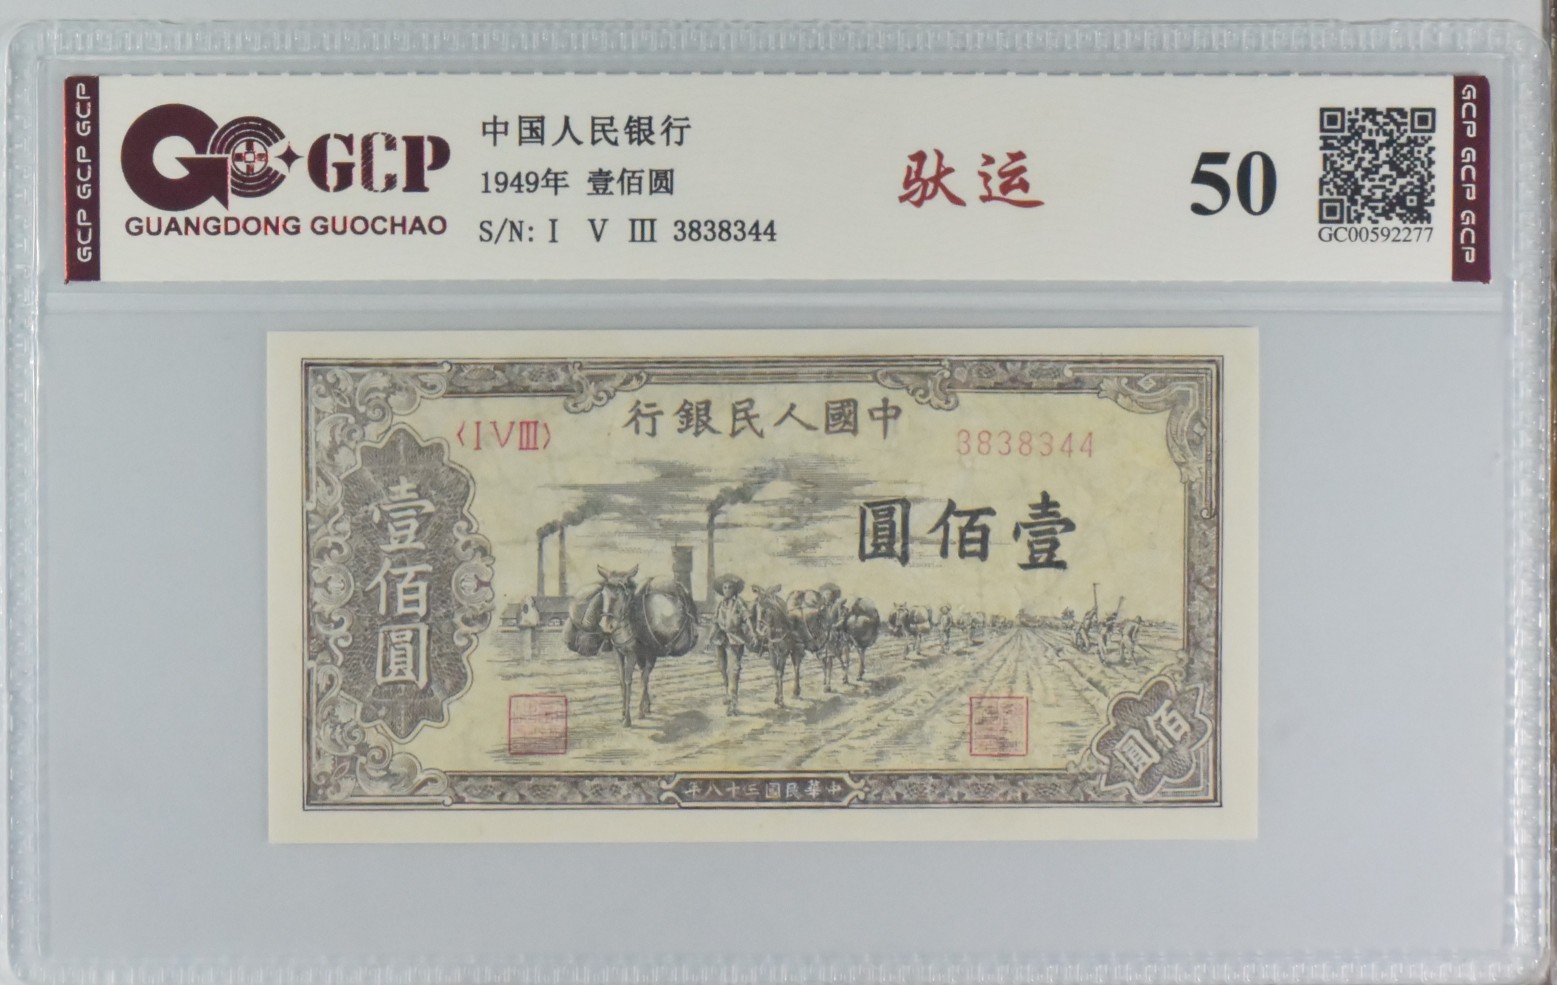 GCP GCP GCP
GCP
GUANGDONG GUOCHAO
中国人民银行
1949年 壹佰圆
S/N: I V III 3838344
驮运
50
GC00592277
GCP GCP GCP
行銀民人國中
〈I V III〉
3838344
圓佰壹
壹佰圓
佰圓
年八十三國民華中